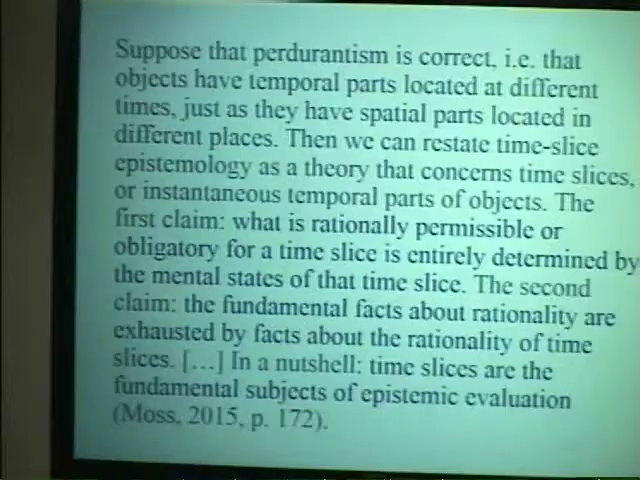 Suppose that perdurantism is correct, i.e. that
objects have temporal parts located at different
times, just as they have spatial parts located in
different places. Then we can restate time-slice
epistemology as a theory that concerns time slices,
or instantaneous temporal parts of objects. The
first claim: what is rationally permissible or
obligatory for a time slice is entirely determined by
the mental states of that time slice. The second
claim: the fundamental facts about rationality are
exhausted by facts about the rationality of time
slices. [...] In a nutshell: time slices are the
fundamental subjects of epistemic evaluation
(Moss, 2015, p. 172).